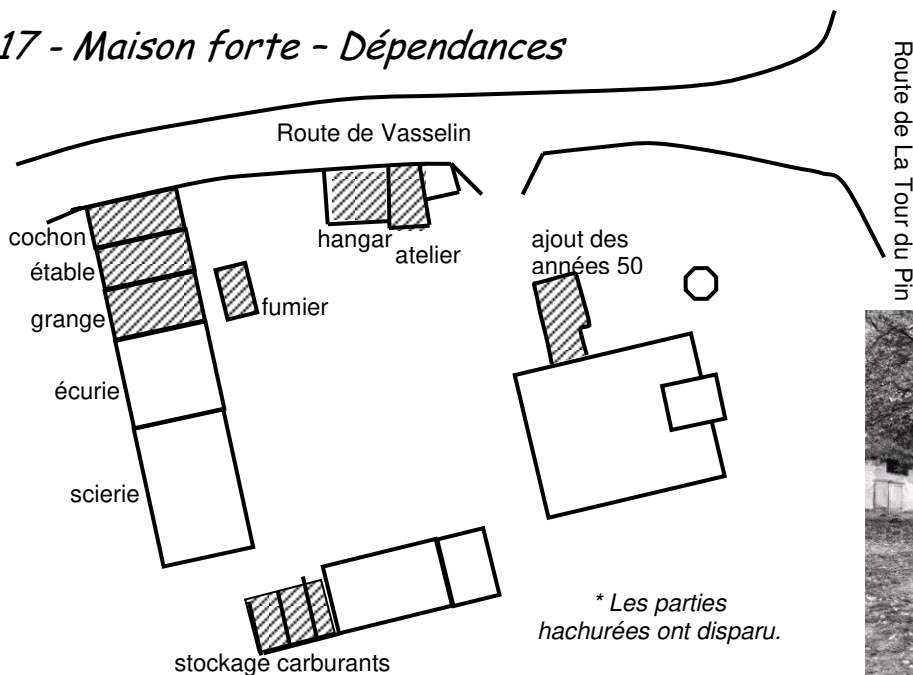 17 - Maison forte – Dépendances
Route de La Tour du Pin
Route de Vasselin
cochon
étable
grange
fumier
écurie
scierie
hangar
atelier
ajout des
années 50
stockage carburants
* Les parties
hachurées ont disparu.